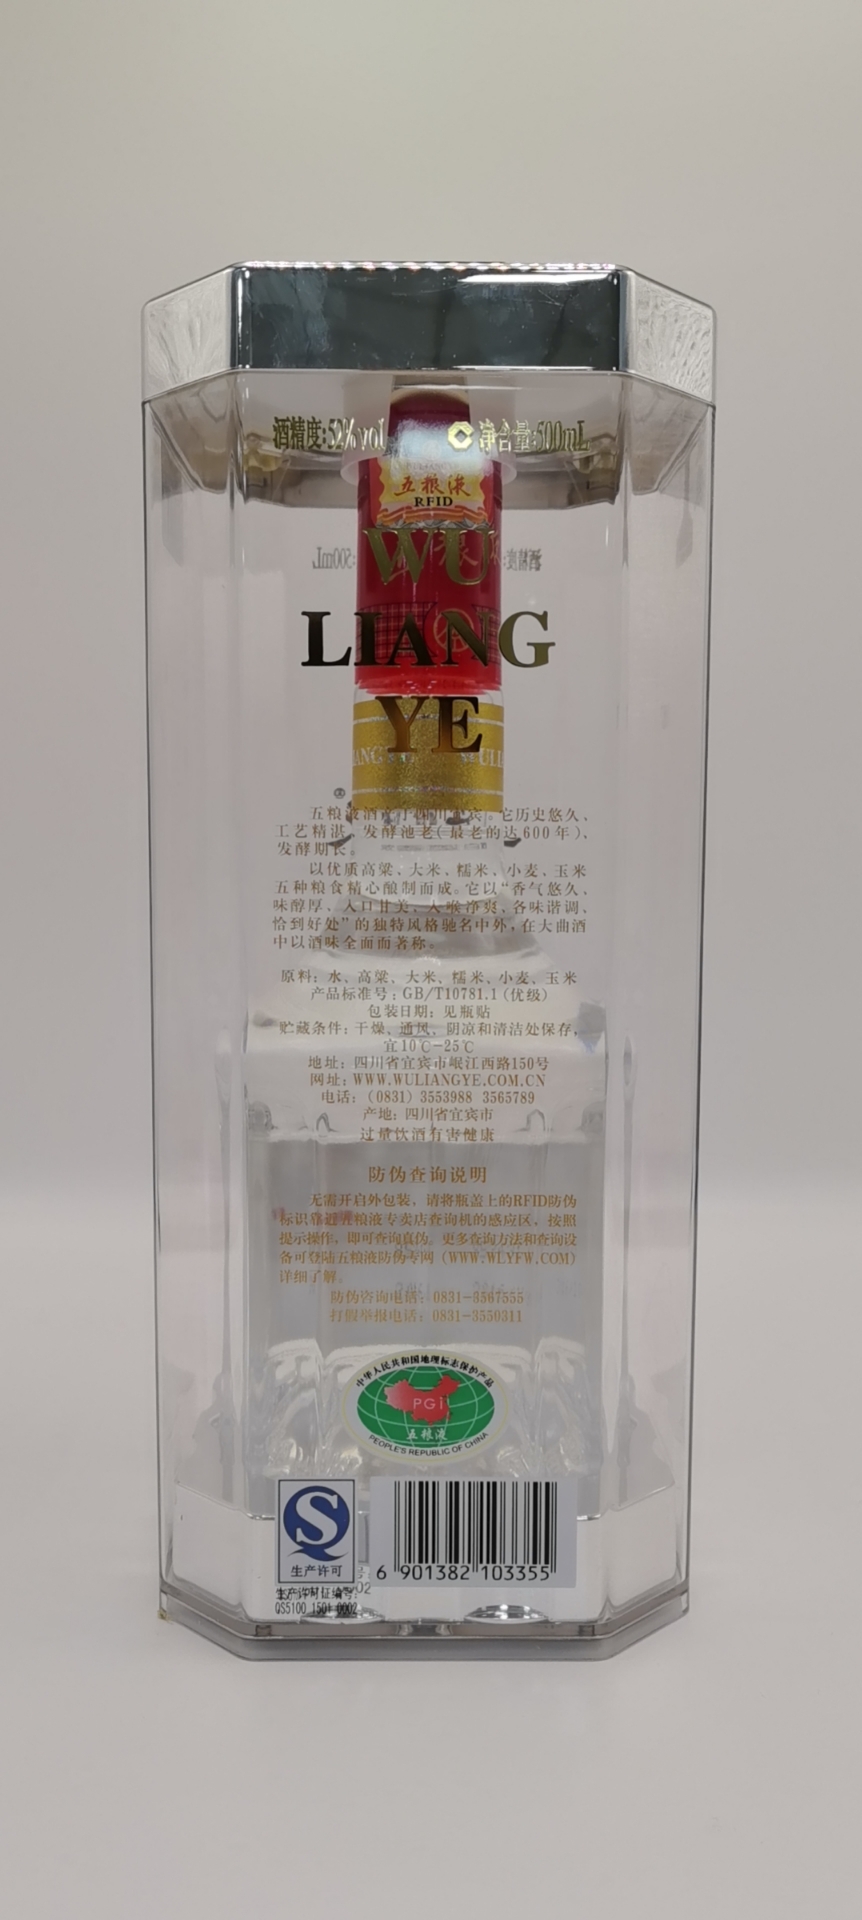 酒精度:52%vol 净含量:500mL
五粮液
RFID
WU
LIANG
YE
五粮液酒产于四川宜宾。它历史悠久、
工艺精湛,发酵池老(最老的达600年)、
发酵期长。
以优质高粱、大米、糯米、小麦、玉米
五种粮食精心酿制而成。它以“香气悠久、
味醇厚、入口甘美、入喉净爽、各味谐调、
恰到好处”的独特风格驰名中外,在大曲酒
中以酒味全面而著称。
原料: 水、高粱、大米、糯米、小麦、玉米
产品标准号: GB/T10781.1(优级)
包装日期: 见瓶贴
贮藏条件: 干燥、通风、阴凉和清洁处保存,
宜10℃-25℃
地址: 四川省宜宾市岷江西路150号
网址: WWW.WULIANGYE.COM.CN
电话: (0831) 3553988 3565789
产地: 四川省宜宾市
过量饮酒有害健康
防伪查询说明
无需开启外包装, 请将瓶盖上的RFID防伪
标识靠近五粮液专卖店查询机的感应区, 按照
提示操作, 即可查询真伪。更多查询方法和查询设
备可登陆五粮液防伪专网 (WWW.WLYFW.COM)
详细了解。
防伪咨询电话: 0831-3567555
打假举报电话: 0831-3550311
中华人民共和国地理标志保护产品
PGI
五粮液
PEOPLE'S REPUBLIC OF CHINA
S
生产许可
生产许可证编号:
QS5100 1501 0002
6 901382 103355